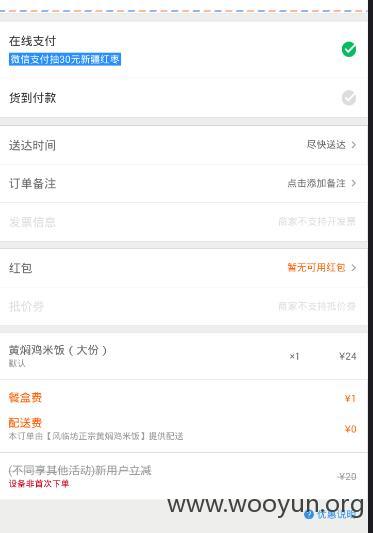 在线支付
微信支付抽30元新疆红枣
货到付款
送达时间 尽快送达
订单备注 点击添加备注
发票信息 商家不支持开发票
红包 暂无可用红包
抵价券 商家不支持抵价券
黄焖鸡米饭（大份） ×1 ¥24
默认
餐盒费 ¥1
配送费 ¥0
本订单由【凤临坊正宗黄焖鸡米饭】提供配送
(不同享其他活动)新用户立减 -¥20
设备非首次下单
www.wooyun.org
? 优惠说明